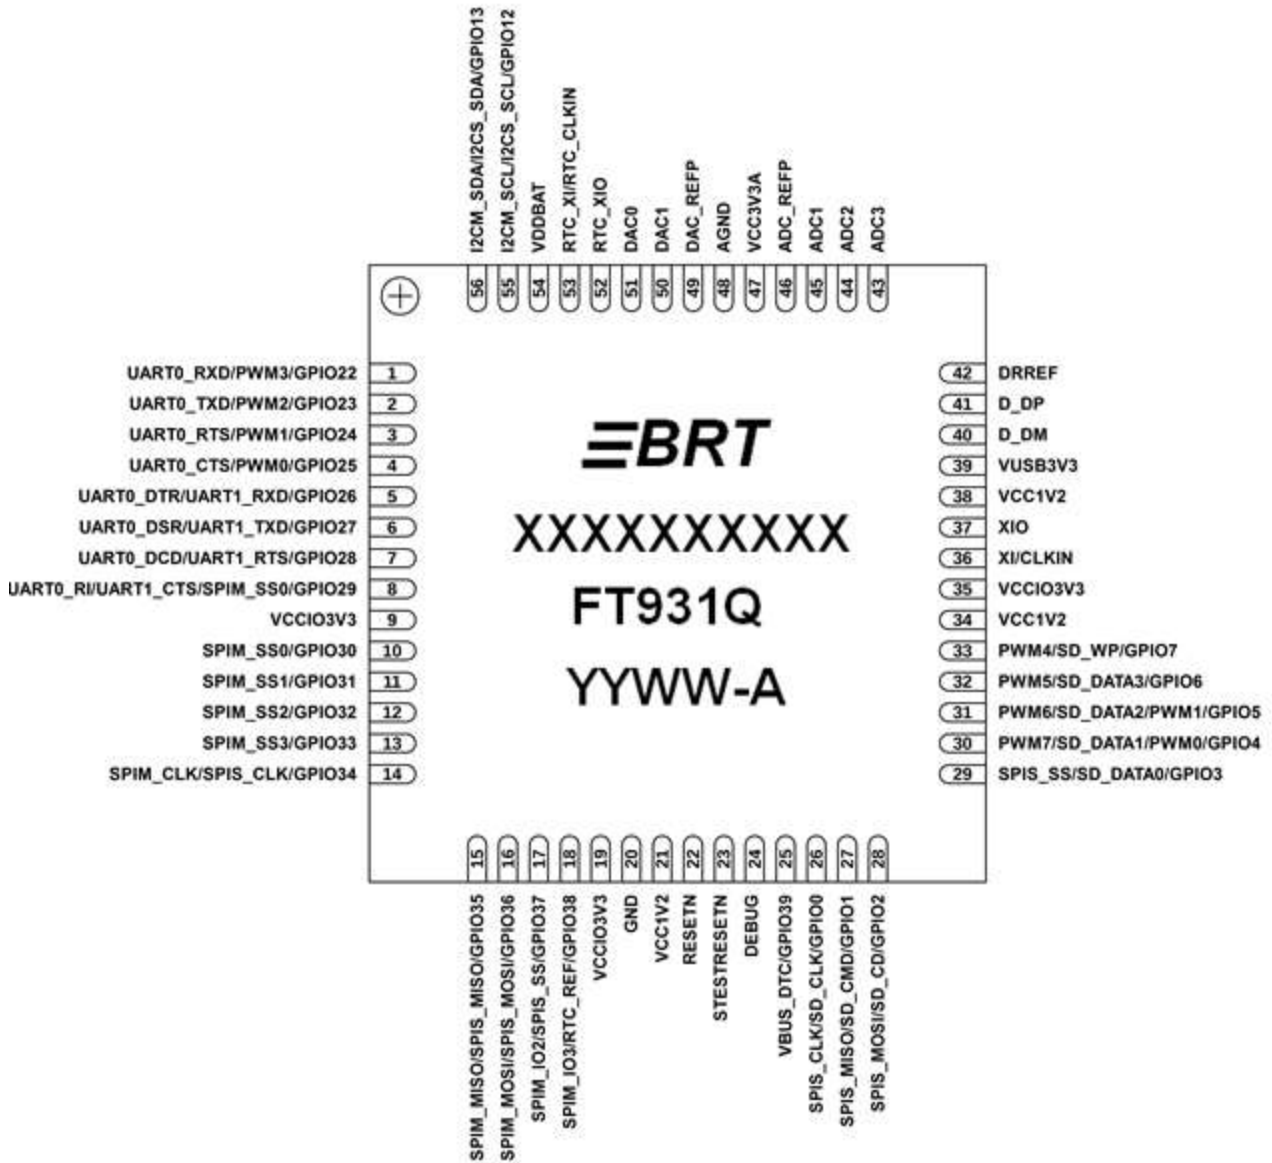 I2CM_SDA/I2CS_SDA/GPIO13
I2CM_SCL/I2CS_SCL/GPIO12
VDDBAT
RTC_XI/RTC_CLKIN
RTC_XIO
DAC0
DAC1
DAC_REFP
AGND
VCC3V3A
ADC_REFP
ADC1
ADC2
ADC3
56 55 54 53 52 51 50 49 48 47 46 45 44 43
UART0_RXD/PWM3/GPIO22 1
UART0_TXD/PWM2/GPIO23 2
UART0_RTS/PWM1/GPIO24 3
UART0_CTS/PWM0/GPIO25 4
UART0_DTR/UART1_RXD/GPIO26 5
UART0_DSR/UART1_TXD/GPIO27 6
UART0_DCD/UART1_RTS/GPIO28 7
UART0_RI/UART1_CTS/SPIM_SS0/GPIO29 8
VCCIO3V3 9
SPIM_SS0/GPIO30 10
SPIM_SS1/GPIO31 11
SPIM_SS2/GPIO32 12
SPIM_SS3/GPIO33 13
SPIM_CLK/SPIS_CLK/GPIO34 14
BRT
XXXXXXXXXX
FT931Q
YYWW-A
42 DRREF
41 D_DP
40 D_DM
39 VUSB3V3
38 VCC1V2
37 XIO
36 XI/CLKIN
35 VCCIO3V3
34 VCC1V2
33 PWM4/SD_WP/GPIO7
32 PWM5/SD_DATA3/GPIO6
31 PWM6/SD_DATA2/PWM1/GPIO5
30 PWM7/SD_DATA1/PWM0/GPIO4
29 SPIS_SS/SD_DATA0/GPIO3
15 16 17 18 19 20 21 22 23 24 25 26 27 28
SPIM_MISO/SPIS_MISO/GPIO35
SPIM_MOSI/SPIS_MOSI/GPIO36
SPIM_IO2/SPIS_SS/GPIO37
SPIM_IO3/RTC_REF/GPIO38
VCCIO3V3
GND
VCC1V2
RESETN
STESTRESETN
DEBUG
VBUS_DTC/GPIO39
SPIS_CLK/SD_CLK/GPIO0
SPIS_MISO/SD_CMD/GPIO1
SPIS_MOSI/SD_CD/GPIO2